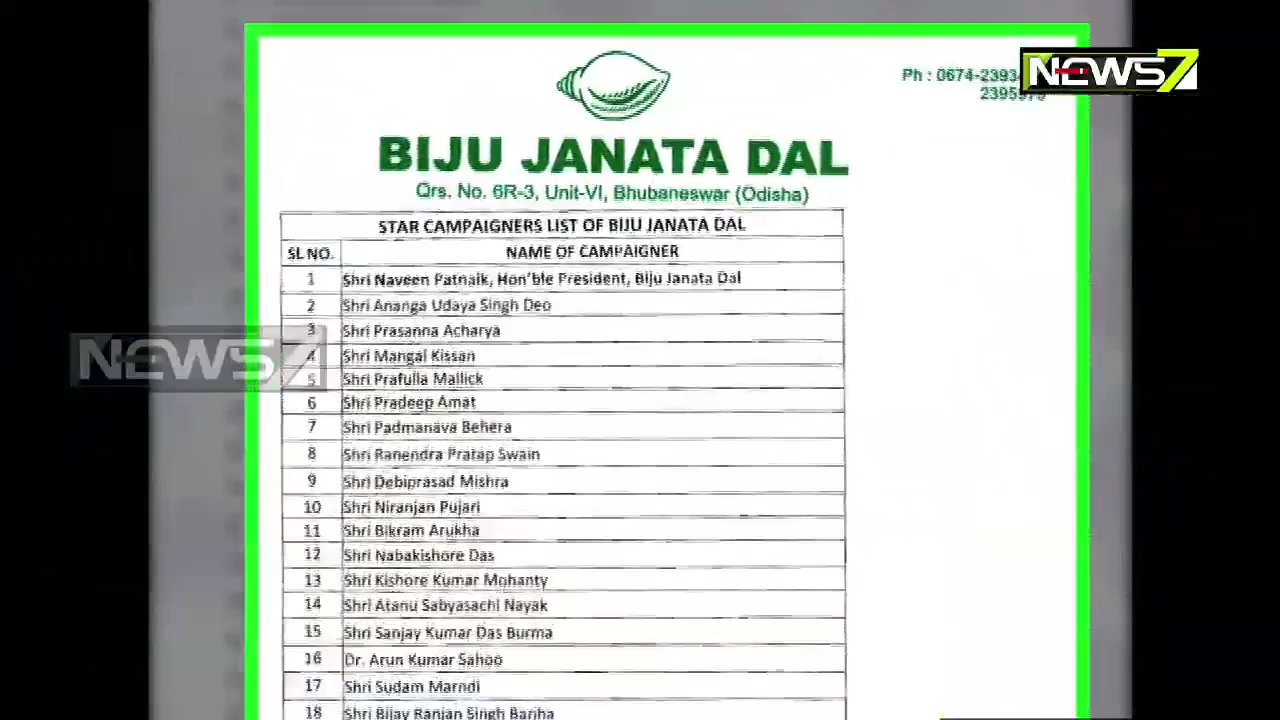 NEWS7
Ph : 0674-2393
BIJU JANATA DAL
Qrs. No. 6R-3, Unit-VI, Bhubaneswar (Odisha)
STAR CAMPAIGNERS LIST OF BIJU JANATA DAL
SL NO. NAME OF CAMPAIGNER
1 Shri Naveen Patnaik, Hon'ble President, Biju Janata Dal
2 Shri Ananga Udaya Singh Deo
3 Shri Prasanna Acharya
NEWS7
4 Shri Mangal Kissan
5 Shri Prafulla Mallick
6 Shri Pradeep Amat
7 Shri Padmanava Behera
8 Shri Ranendra Pratap Swain
9 Shri Debiprasad Mishra
10 Shri Niranjan Pujari
11 Shri Bikram Arukha
12 Shri Nabakishore Das
13 Shri Kishore Kumar Mohanty
14 Shri Atanu Sabyasachi Nayak
15 Shri Sanjay Kumar Das Burma
16 Dr. Arun Kumar Sahoo
17 Shri Sudam Marndi
18 Shri Bijay Ranjan Singh Bariha